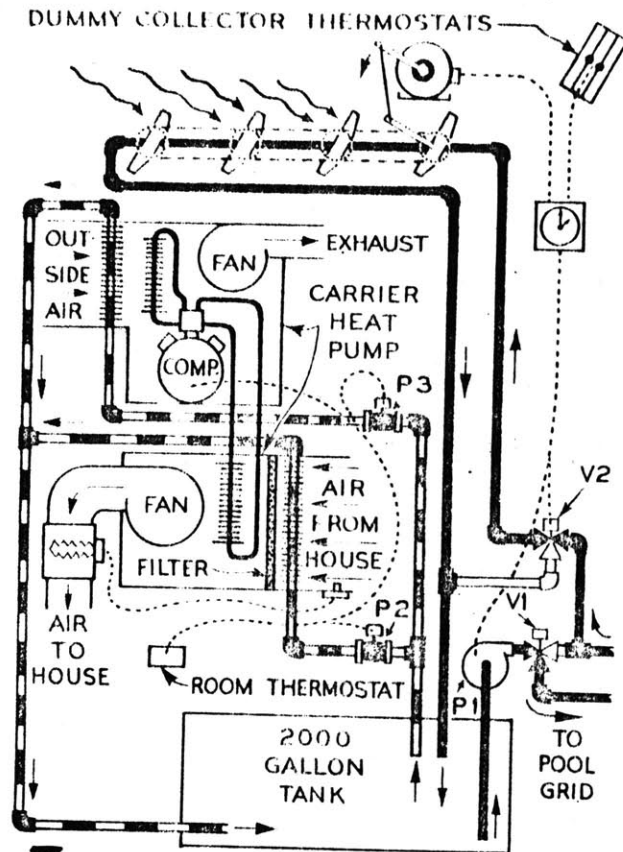 DUMMY COLLECTOR THERMOSTATS
OUT
SIDE
AIR
FAN
EXHAUST
CARRIER
HEAT
PUMP
COMP.
P3
FAN
AIR
FROM
HOUSE
V2
FILTER
V1
AIR
TO
HOUSE
P2
ROOM THERMOSTAT
P1
2000
GALLON
TANK
TO
POOL
GRID